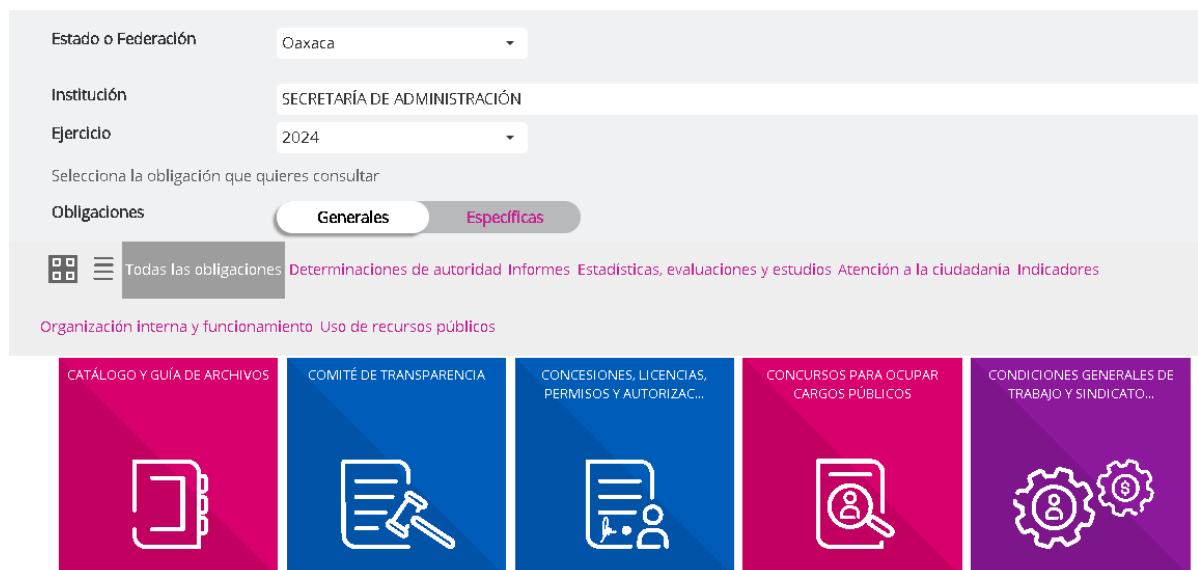 Estado o Federación
Oaxaca
Institución
SECRETARÍA DE ADMINISTRACIÓN
Ejercicio
2024
Selecciona la obligación que quieres consultar
Obligaciones
Generales
Específicas
Todas las obligaciones Determinaciones de autoridad Informes Estadísticas, evaluaciones y estudios Atención a la ciudadanía Indicadores
Organización interna y funcionamiento Uso de recursos públicos
CATÁLOGO Y GUÍA DE ARCHIVOS
COMITÉ DE TRANSPARENCIA
CONCESIONES, LICENCIAS,
PERMISOS Y AUTORIZAC...
CONCURSOS PARA OCUPAR
CARGOS PÚBLICOS
CONDICIONES GENERALES DE
TRABAJO Y SINDICATO...